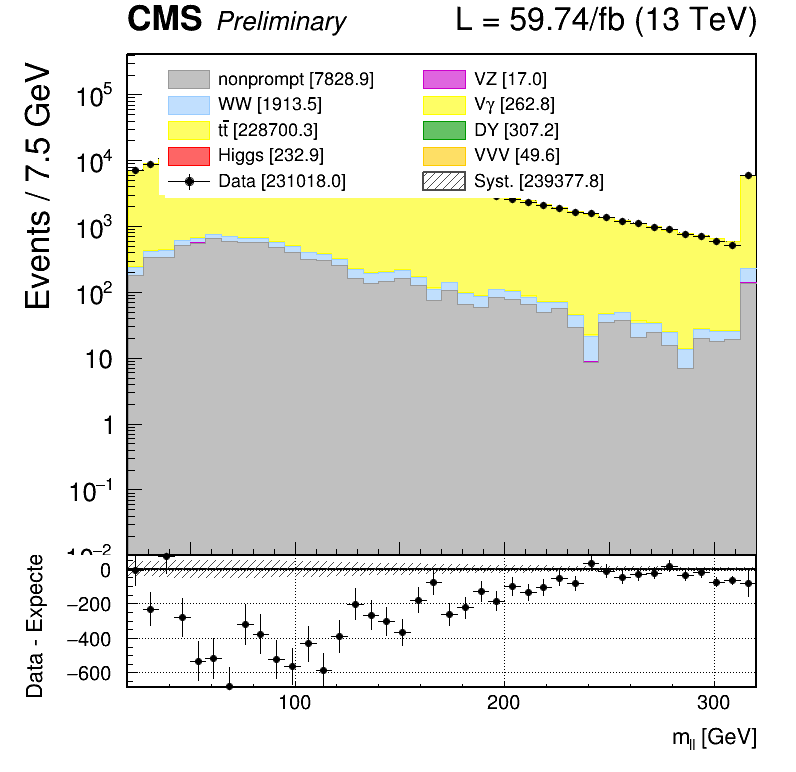 CMS Preliminary L = 59.74/fb (13 TeV)
Events / 7.5 GeV
nonprompt [7828.9] VZ [17.0]
WW [1913.5] Vγ [262.8]
tt̄ [228700.3] DY [307.2]
Higgs [232.9] VVV [49.6]
Data [231018.0] Syst. [239377.8]
10⁵
10⁴
10³
10²
10
1
10⁻¹
10⁻²
Data - Expecte
0
−200
−400
−600
100 200 300
m_ll [GeV]